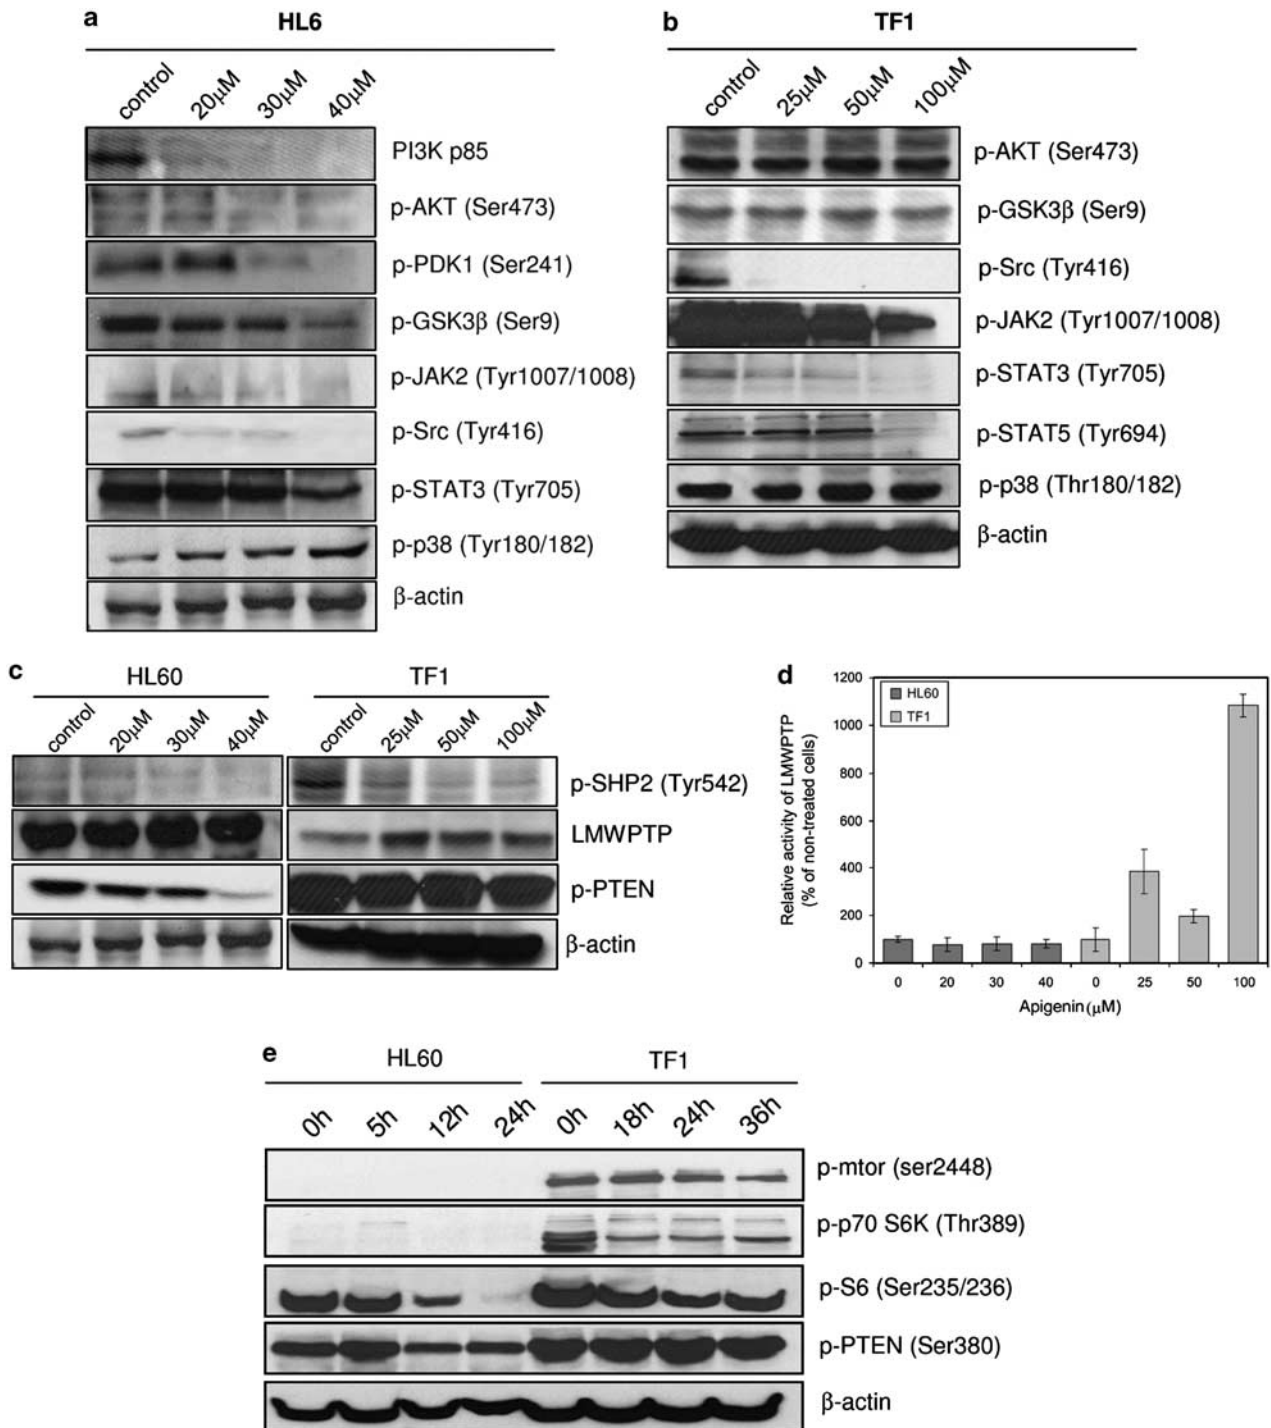 a
HL6
control 20μM 30μM 40μM
PI3K p85
p-AKT (Ser473)
p-PDK1 (Ser241)
p-GSK3β (Ser9)
p-JAK2 (Tyr1007/1008)
p-Src (Tyr416)
p-STAT3 (Tyr705)
p-p38 (Tyr180/182)
β-actin
b
TF1
control 25μM 50μM 100μM
p-AKT (Ser473)
p-GSK3β (Ser9)
p-Src (Tyr416)
p-JAK2 (Tyr1007/1008)
p-STAT3 (Tyr705)
p-STAT5 (Tyr694)
p-p38 (Thr180/182)
β-actin
c
HL60 TF1
control 20μM 30μM 40μM control 25μM 50μM 100μM
p-SHP2 (Tyr542)
LMWPTP
p-PTEN
β-actin
d
Relative activity of LMWPTP
(% of non-treated cells)
1200
1000
800
600
400
200
0
HL60
TF1
0 20 30 40 0 25 50 100
Apigenin (μM)
e
HL60 TF1
0h 5h 12h 24h 0h 18h 24h 36h
p-mtor (ser2448)
p-p70 S6K (Thr389)
p-S6 (Ser235/236)
p-PTEN (Ser380)
β-actin